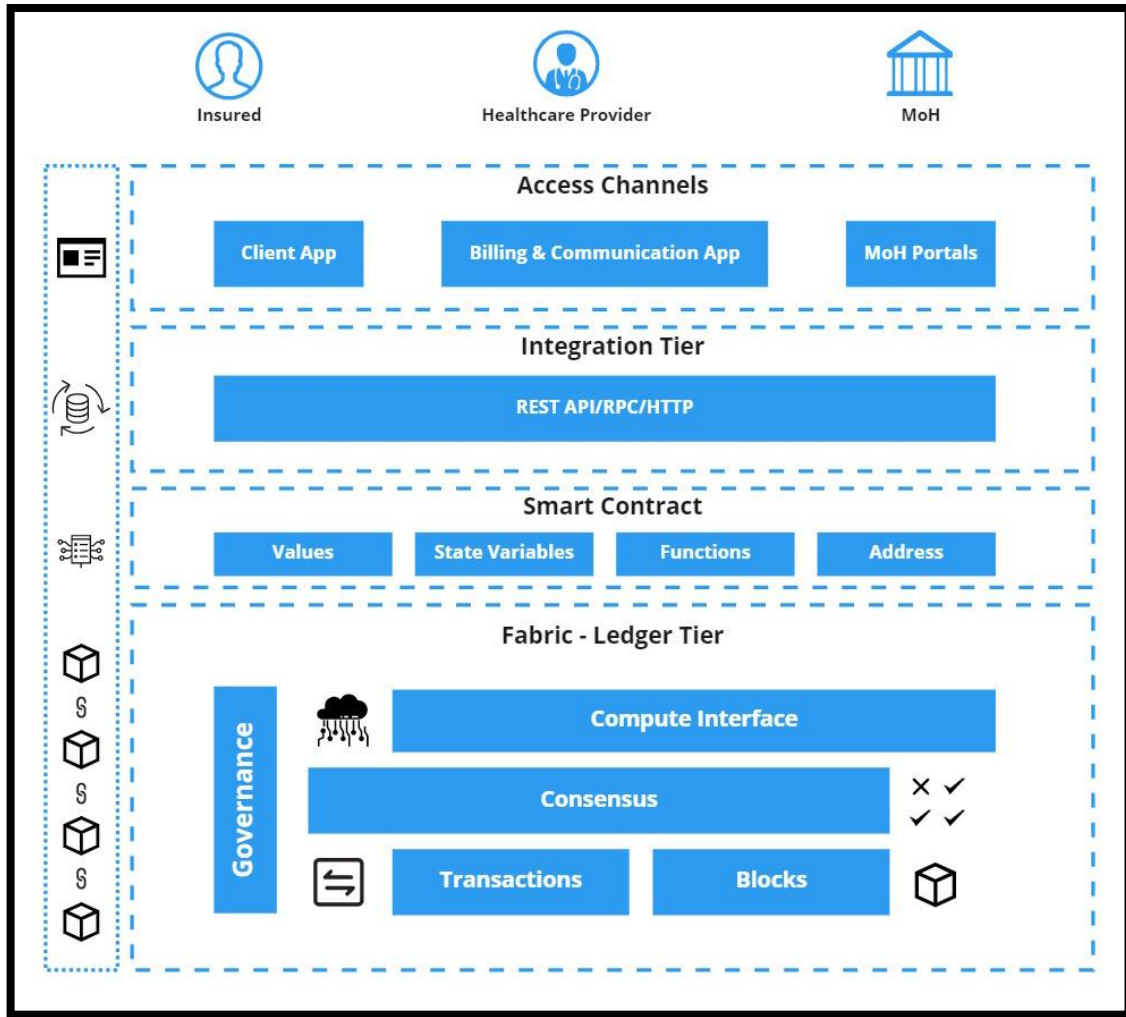 Insured
Healthcare Provider
MoH
Access Channels
Client App
Billing & Communication App
MoH Portals
Integration Tier
REST API/RPC/HTTP
Smart Contract
Values
State Variables
Functions
Address
Fabric - Ledger Tier
Governance
Compute Interface
Consensus
Transactions
Blocks